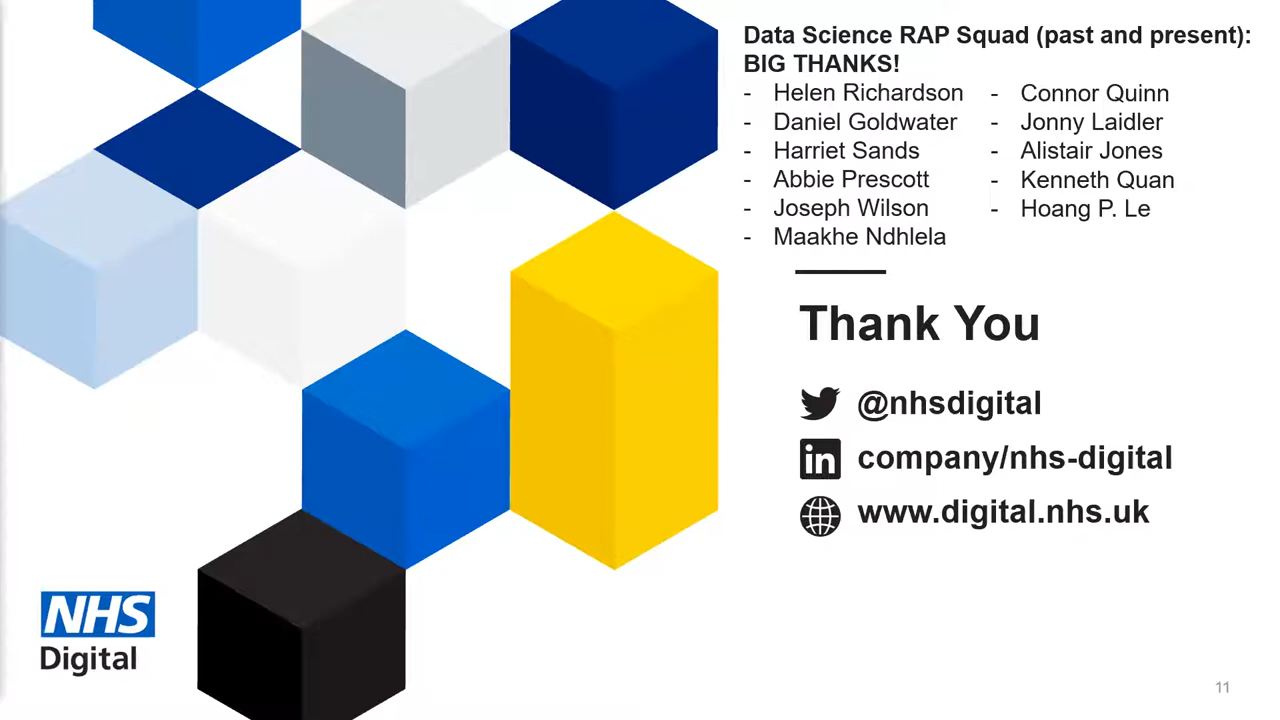 Data Science RAP Squad (past and present):
BIG THANKS!
- Helen Richardson
- Daniel Goldwater
- Harriet Sands
- Abbie Prescott
- Joseph Wilson
- Maakhe Ndhlela
- Connor Quinn
- Jonny Laidler
- Alistair Jones
- Kenneth Quan
- Hoang P. Le
Thank You
@nhsdigital
in company/nhs-digital
www.digital.nhs.uk
NHS
Digital
11